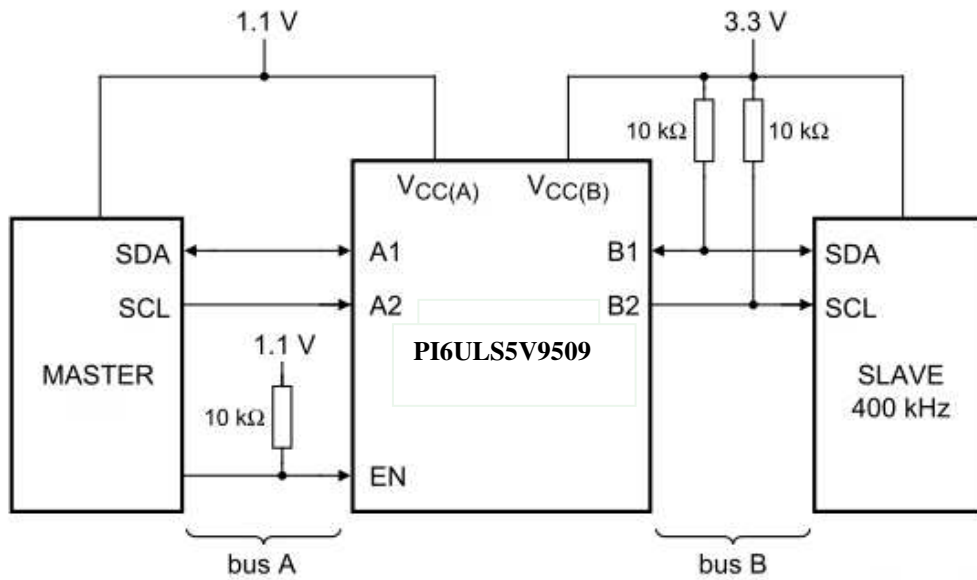 1.1 V
3.3 V
10 kΩ
10 kΩ
VCC(A)
VCC(B)
SDA
A1
B1
SDA
SCL
A2
B2
SCL
1.1 V
PI6ULS5V9509
MASTER
SLAVE
400 kHz
10 kΩ
EN
bus A
bus B